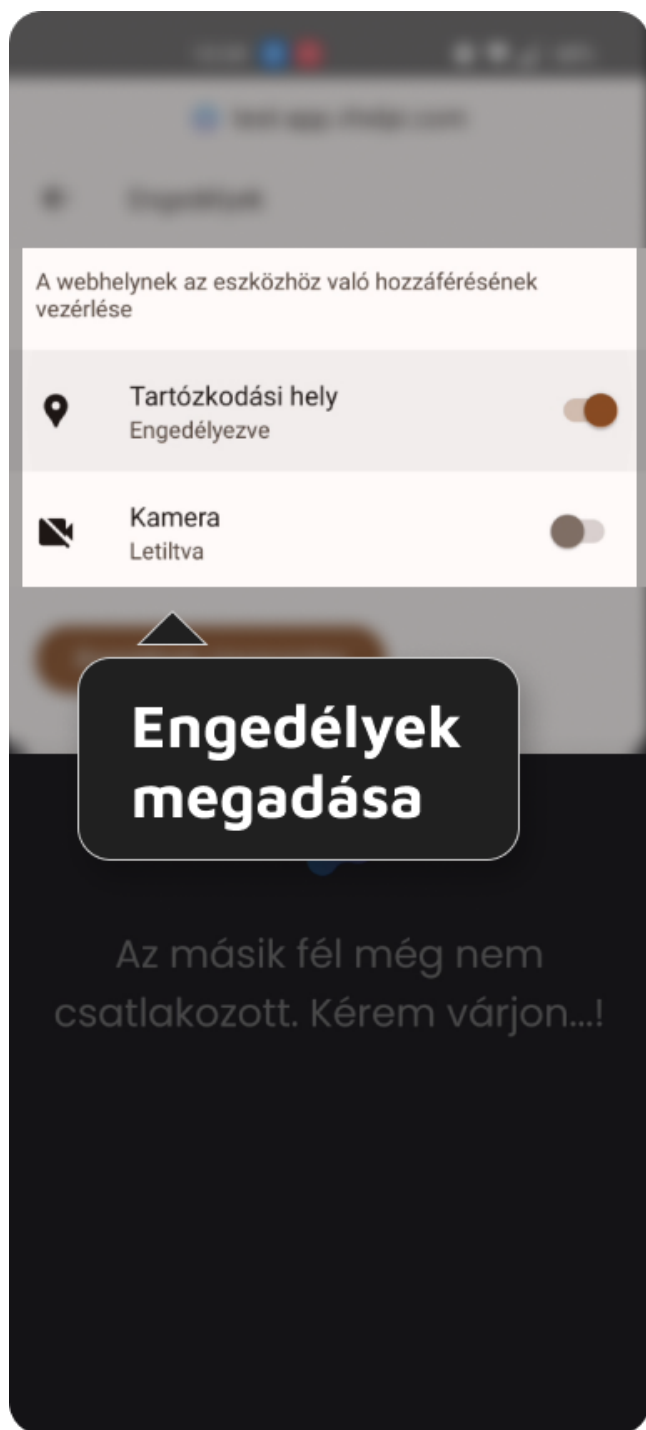 Engedélyek
A webhelynek az eszközhöz való hozzáférésének
vezérlése
Tartózkodási hely
Engedélyezve
Kamera
Letiltva
Engedélyek
megadása
Az másik fél még nem
csatlakozott. Kérem várjon...!